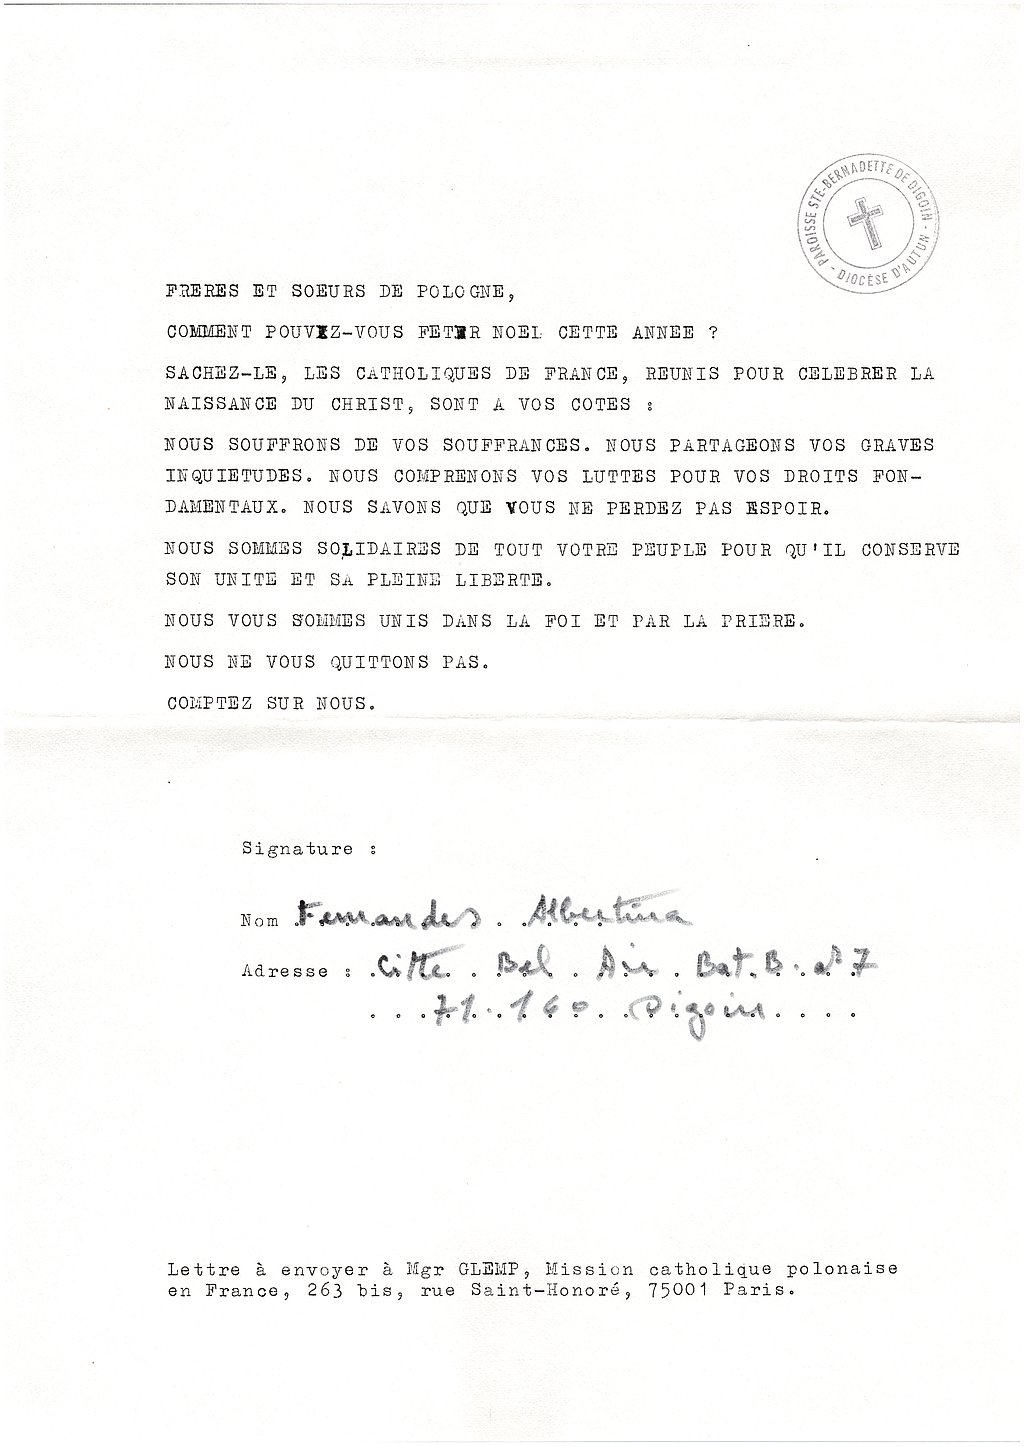 PAROISSE STE-BERNADETTE DE DIGOIN - DIOCÈSE D'AUTUN -
FRERES ET SOEURS DE POLOGNE,
COMMENT POUVEZ-VOUS FETER NOEL CETTE ANNEE ?
SACHEZ-LE, LES CATHOLIQUES DE FRANCE, REUNIS POUR CELEBRER LA
NAISSANCE DU CHRIST, SONT A VOS COTES :
NOUS SOUFFRONS DE VOS SOUFFRANCES. NOUS PARTAGEONS VOS GRAVES
INQUIETUDES. NOUS COMPRENONS VOS LUTTES POUR VOS DROITS FON-
DAMENTAUX. NOUS SAVONS QUE VOUS NE PERDEZ PAS ESPOIR.
NOUS SOMMES SOLIDAIRES DE TOUT VOTRE PEUPLE POUR QU'IL CONSERVE
SON UNITE ET SA PLEINE LIBERTE.
NOUS VOUS SOMMES UNIS DANS LA FOI ET PAR LA PRIERE.
NOUS NE VOUS QUITTONS PAS.
COMPTEZ SUR NOUS.
Signature :
Nom Fernandes Albertina
Adresse : Citte Bel Air Bat. B. n° 7
71.160 Digoin
Lettre à envoyer à Mgr GLEMP, Mission catholique polonaise
en France, 263 bis, rue Saint-Honoré, 75001 Paris.